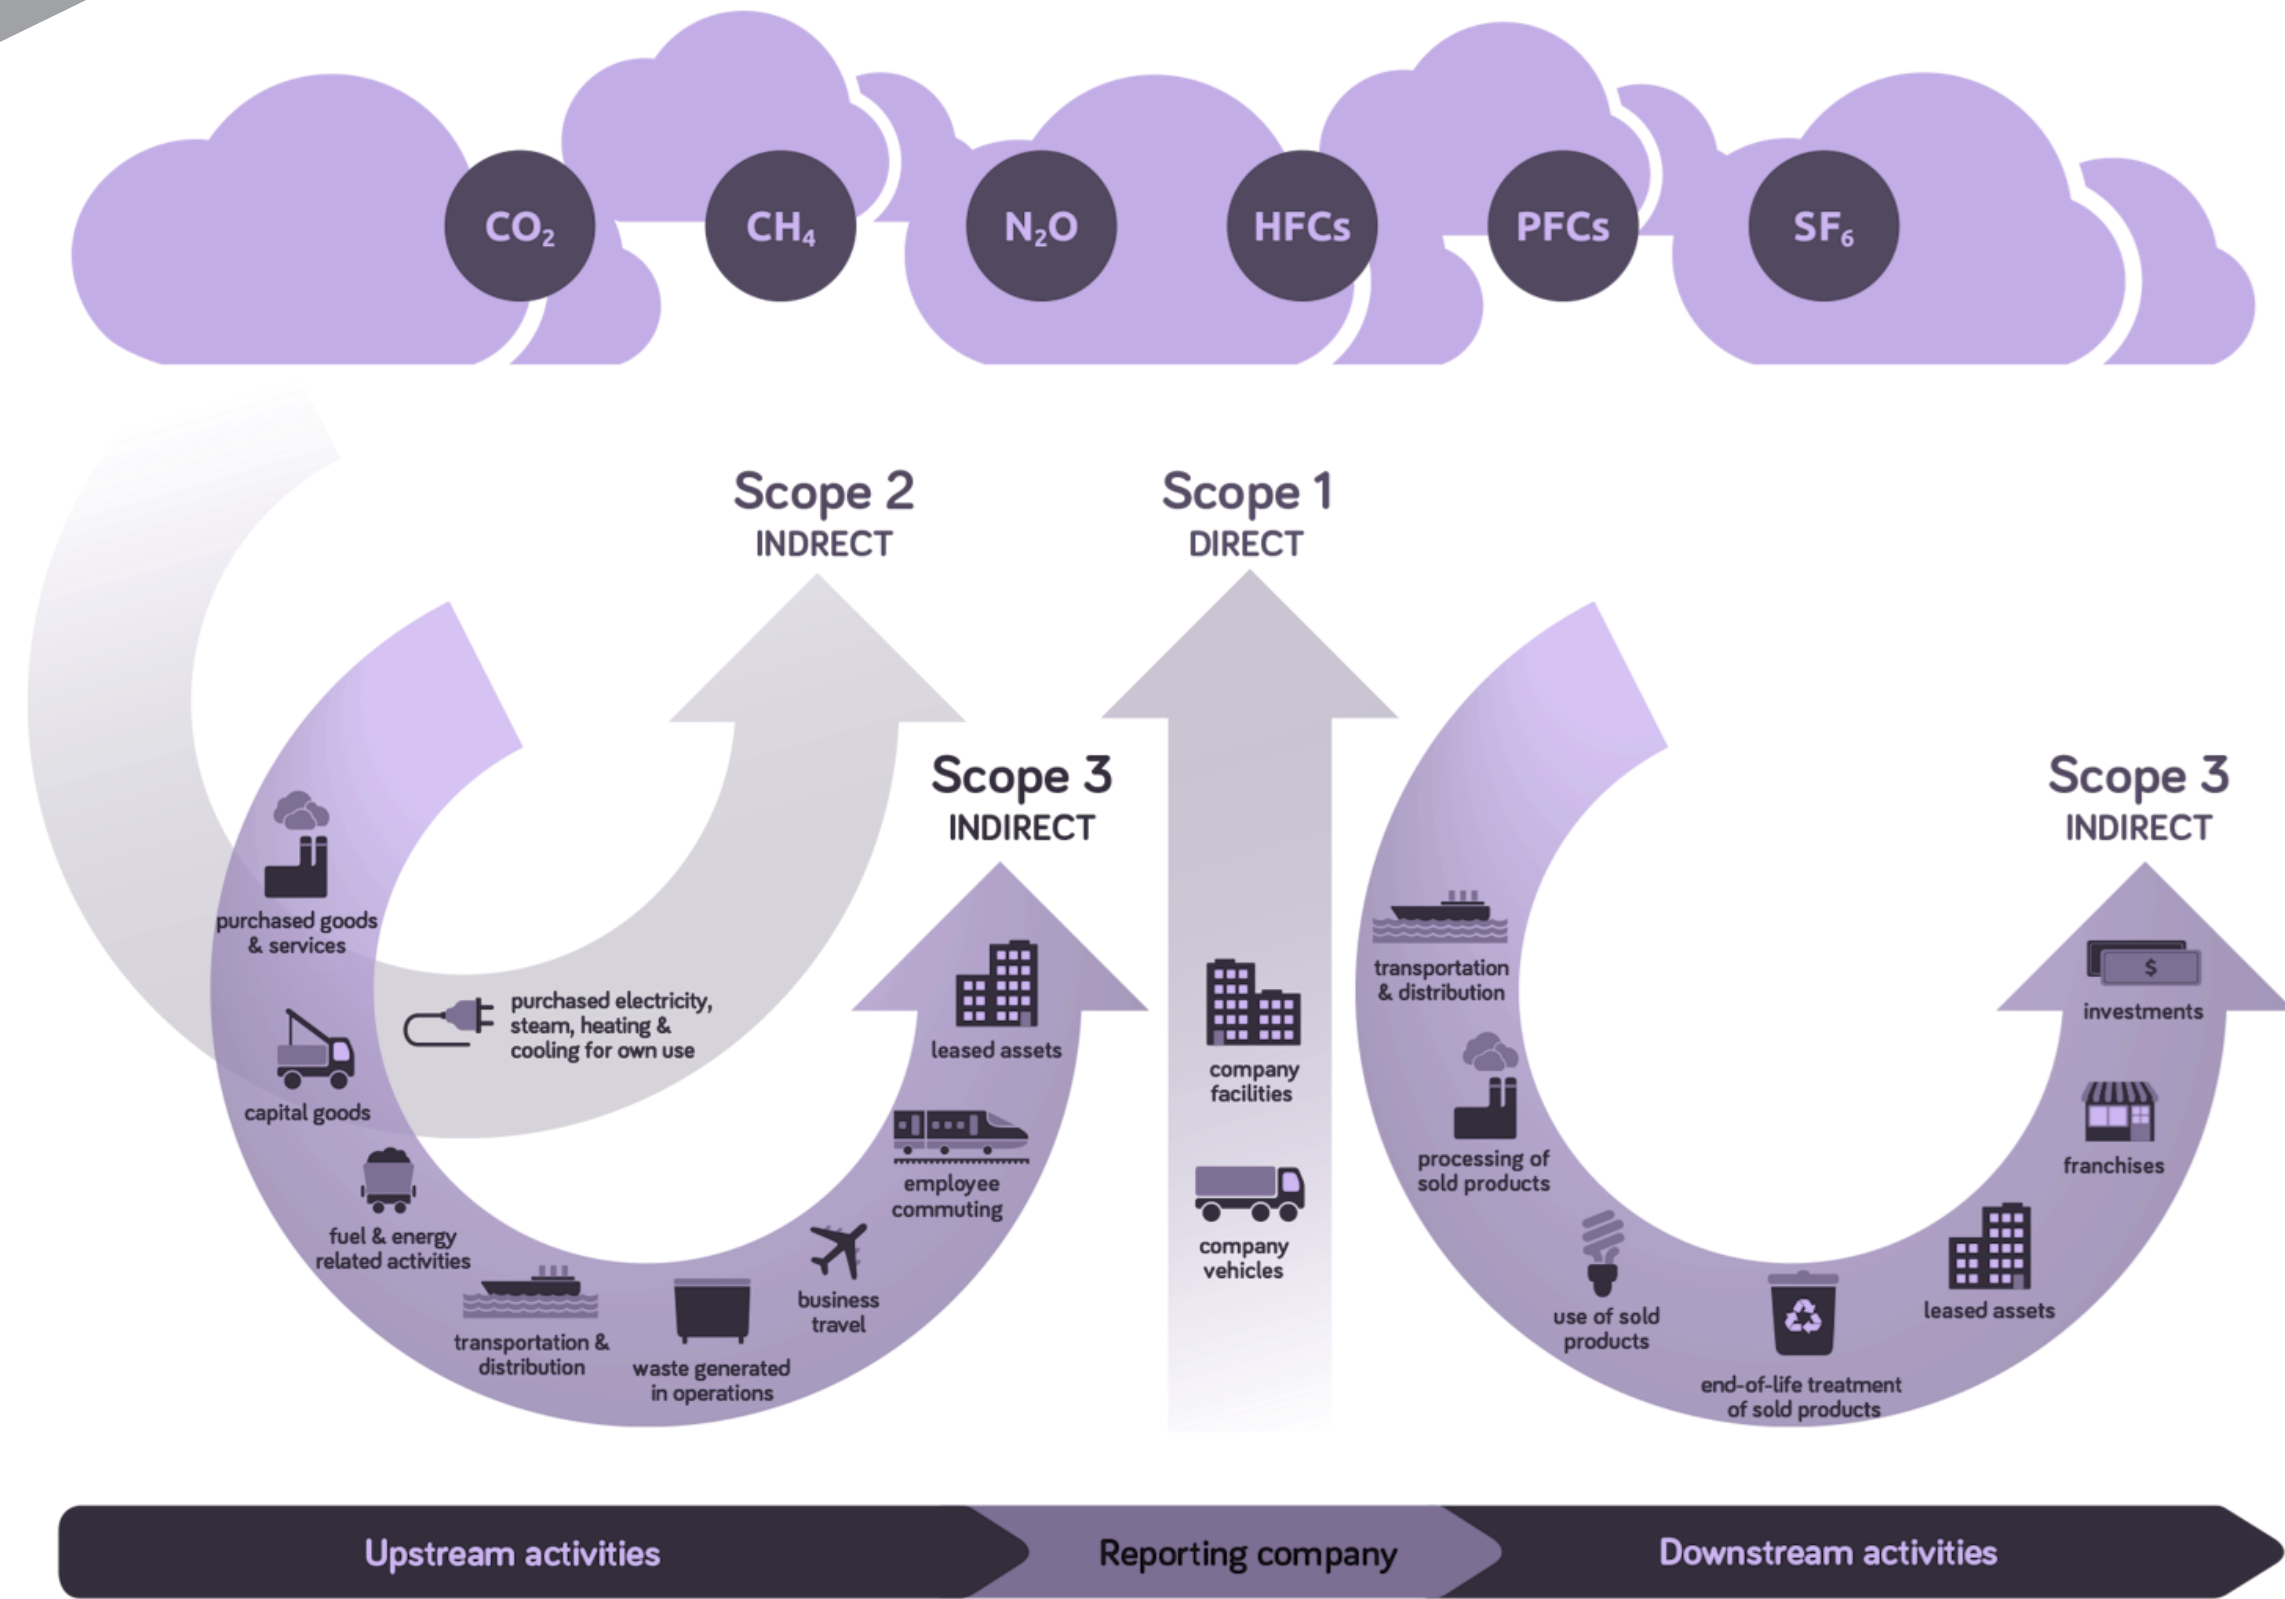 CO₂
CH₄
N₂O
HFCs
PFCs
SF₆
Scope 2
INDRECT
Scope 1
DIRECT
Scope 3
INDIRECT
Scope 3
INDIRECT
purchased goods
& services
capital goods
fuel & energy
related activities
transportation &
distribution
waste generated
in operations
business
travel
employee
commuting
leased assets
purchased electricity,
steam, heating &
cooling for own use
company
facilities
company
vehicles
transportation
& distribution
processing of
sold products
use of sold
products
end-of-life treatment
of sold products
leased assets
franchises
$
investments
Upstream activities
Reporting company
Downstream activities